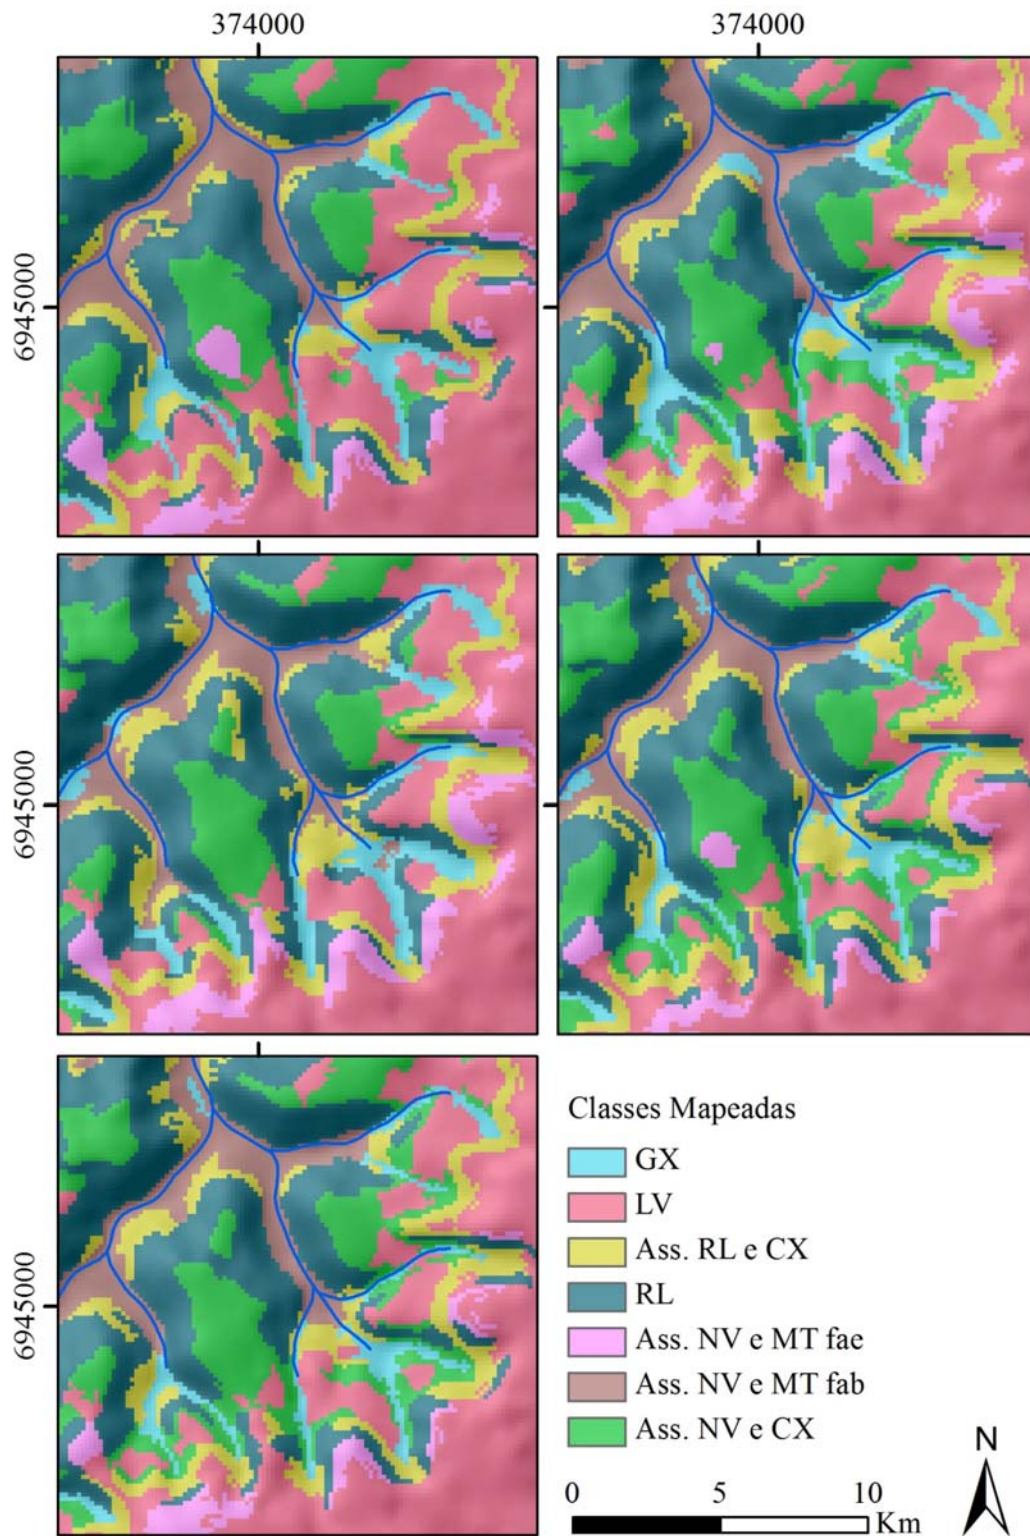 374000
374000
6945000
6945000
6945000
Classes Mapeadas
GX
LV
Ass. RL e CX
RL
Ass. NV e MT fae
Ass. NV e MT fab
Ass. NV e CX
N
0 5 10
Km